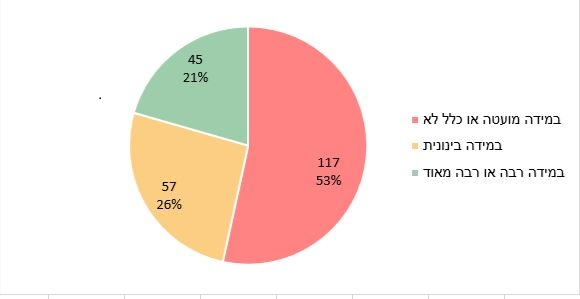 45
21%
117
53%
57
26%
במידה מועטה או כלל לא
במידה בינונית
במידה רבה או רבה מאוד